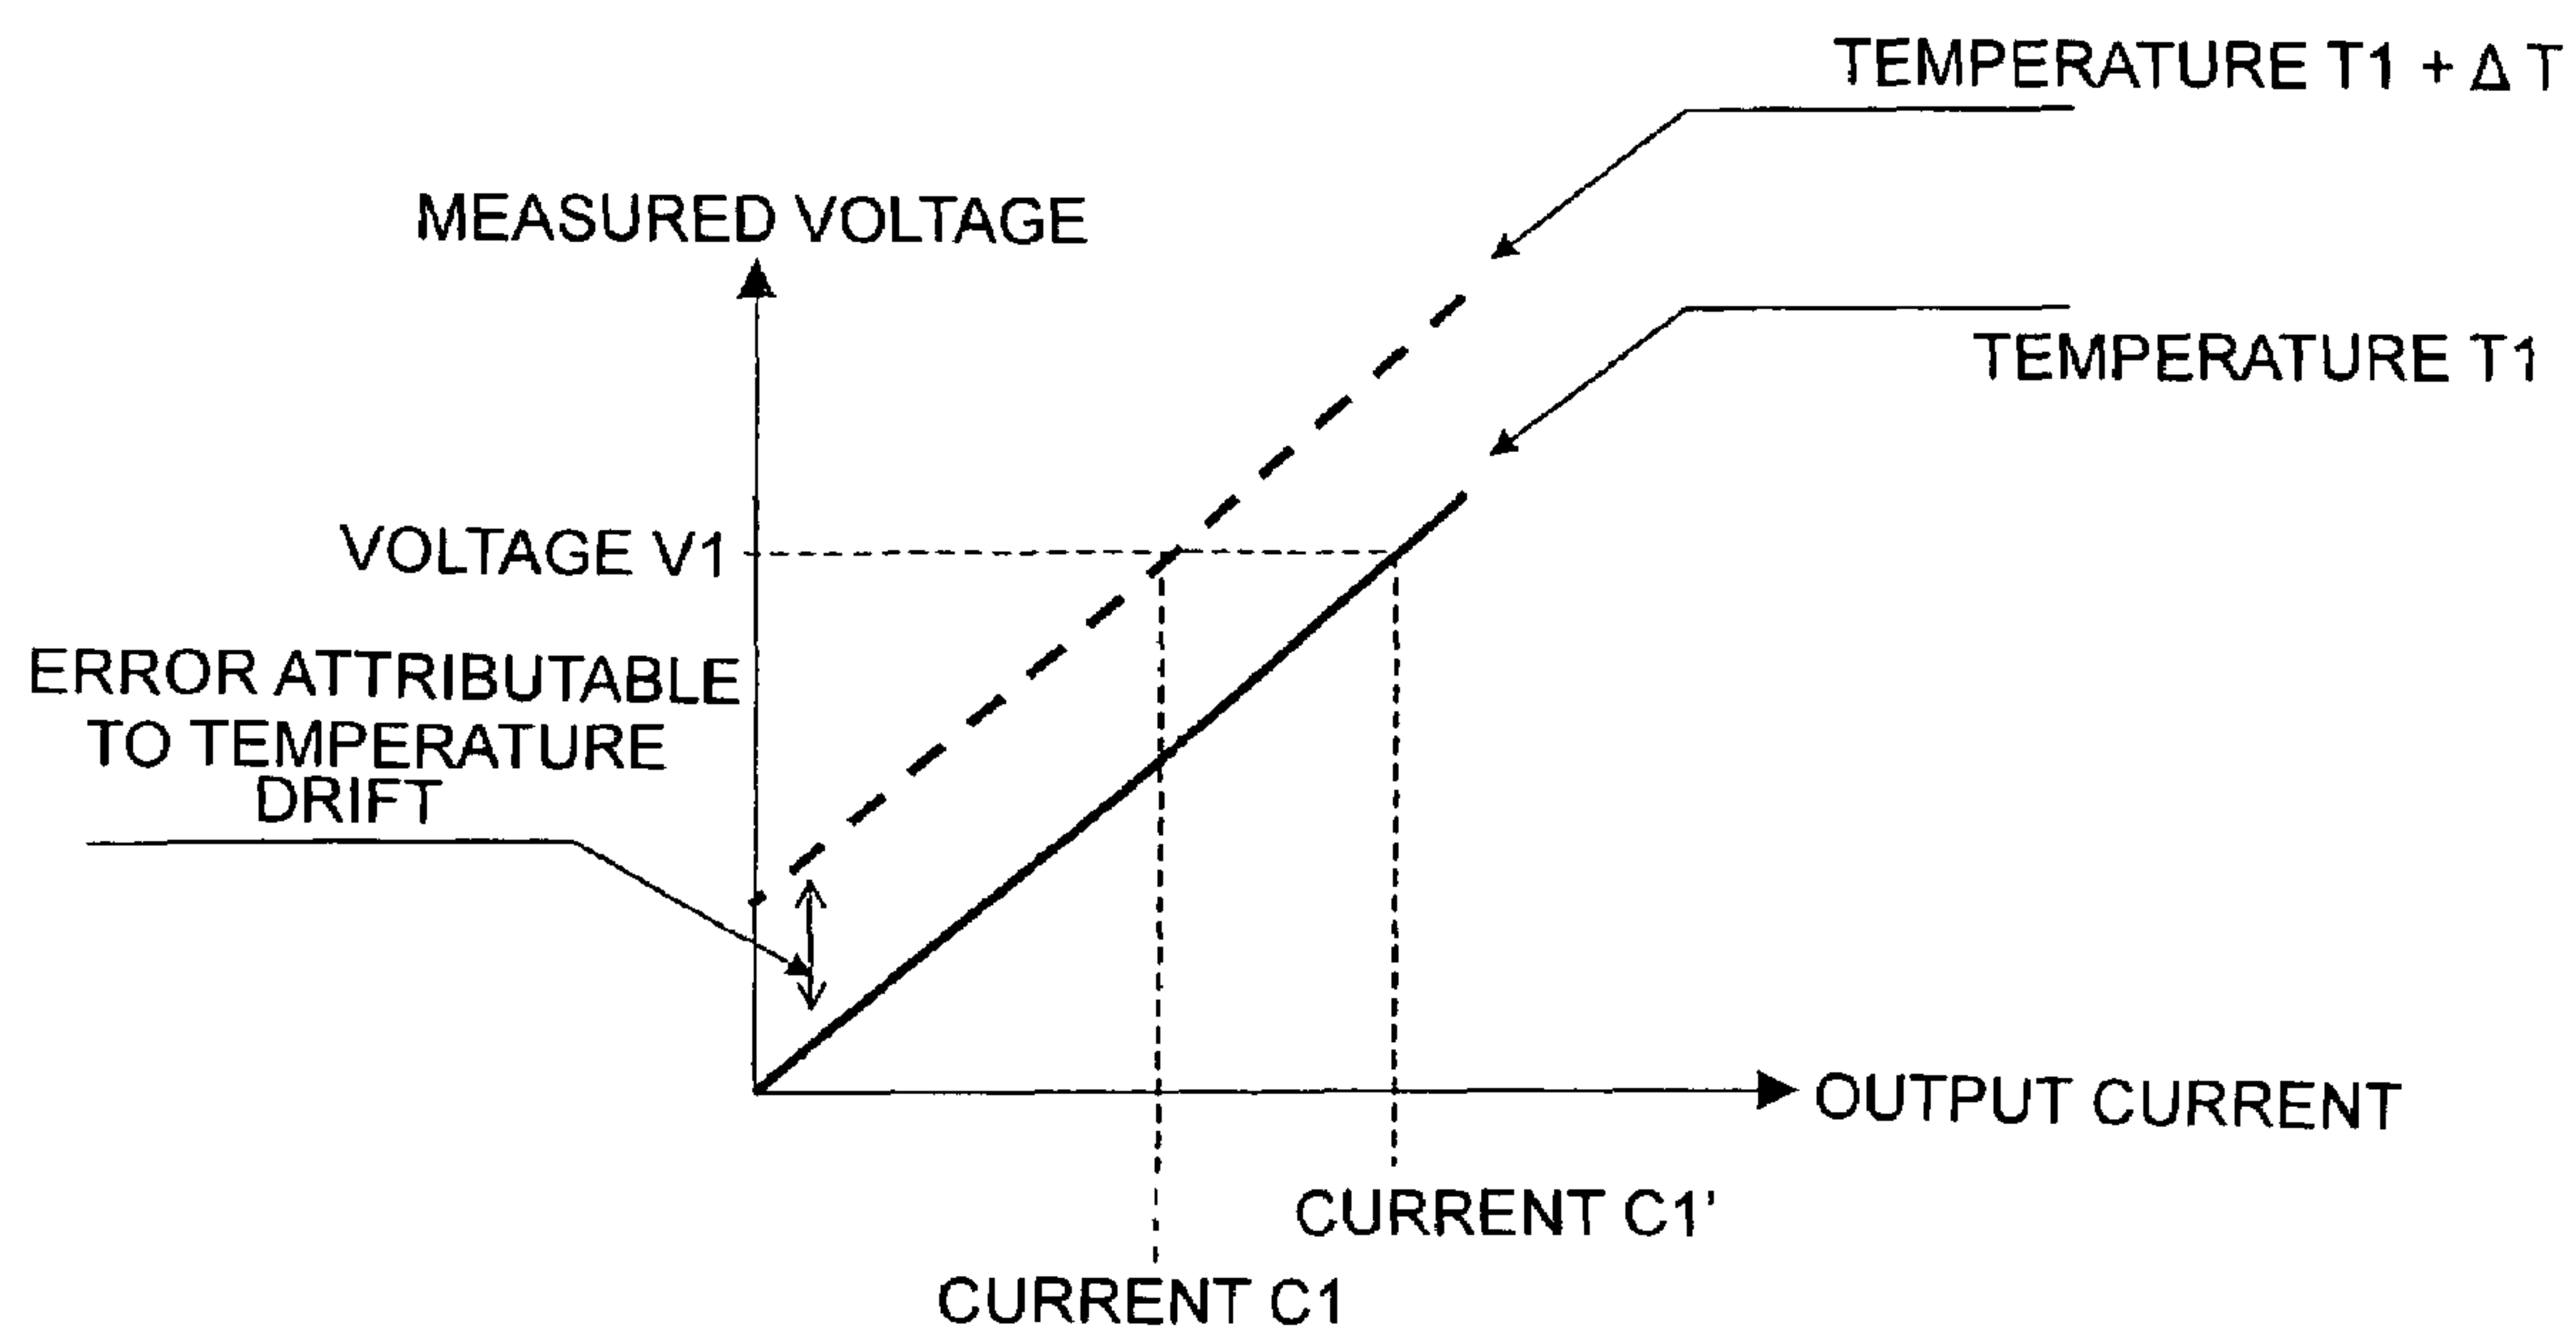 TEMPERATURE T1 + Δ T
MEASURED VOLTAGE
TEMPERATURE T1
VOLTAGE V1
ERROR ATTRIBUTABLE
TO TEMPERATURE
DRIFT
OUTPUT CURRENT
CURRENT C1'
CURRENT C1